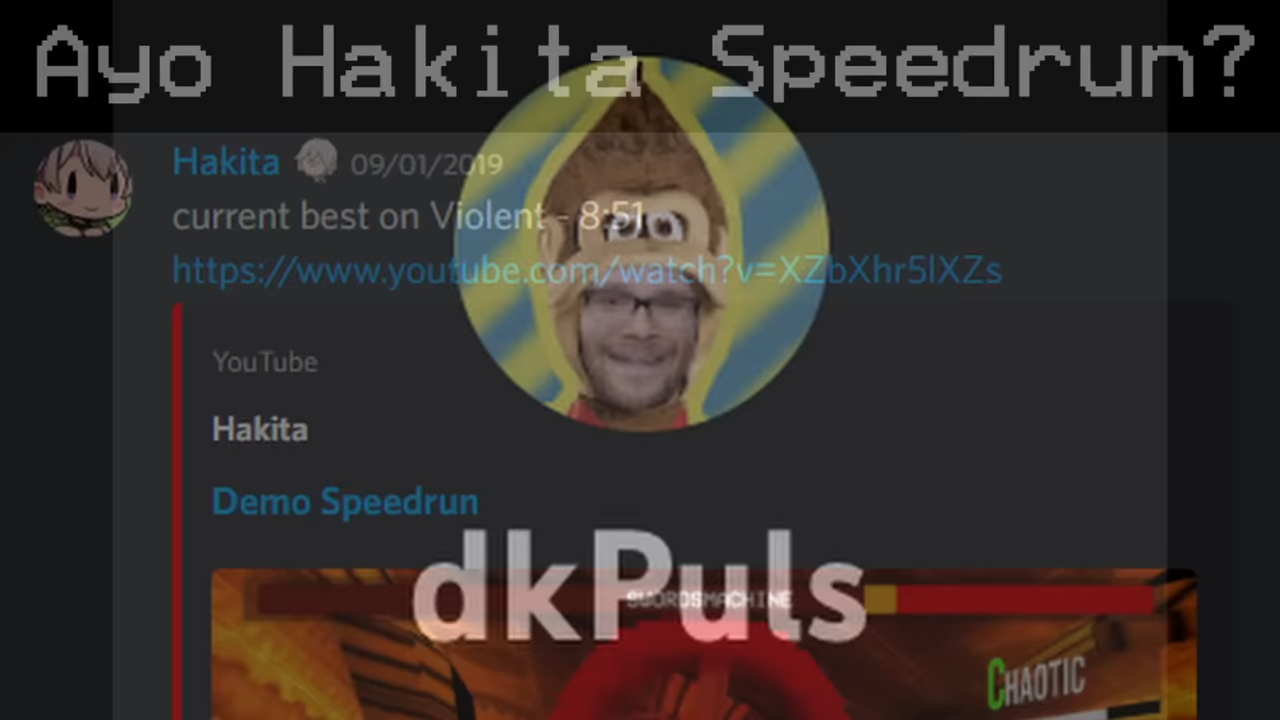 Ayo Hakita Speedrun?
Hakita 09/01/2019
current best on Violent - 8:51
https://www.youtube.com/watch?v=XZbXhr5lXZs
YouTube
Hakita
Demo Speedrun
dkPuls
SWORDSMACHINE
CHAOTIC